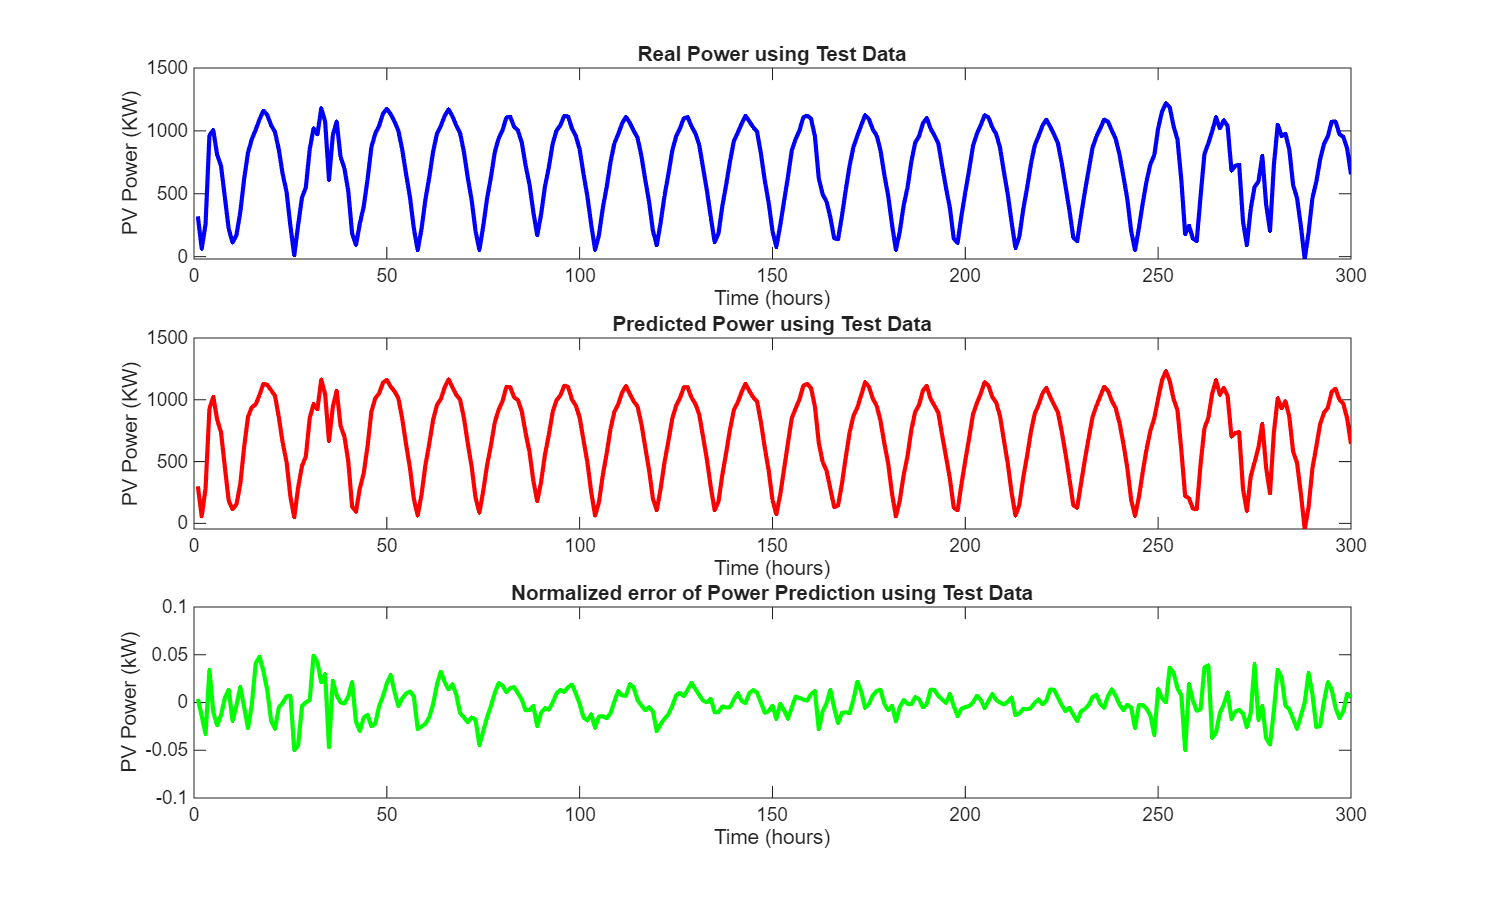 Real Power using Test Data
1500
1000
500
0
PV Power (KW)
0 50 100 150 200 250 300
Time (hours)
Predicted Power using Test Data
1500
1000
500
0
PV Power (KW)
0 50 100 150 200 250 300
Time (hours)
Normalized error of Power Prediction using Test Data
0.1
0.05
0
-0.05
-0.1
PV Power (kW)
0 50 100 150 200 250 300
Time (hours)